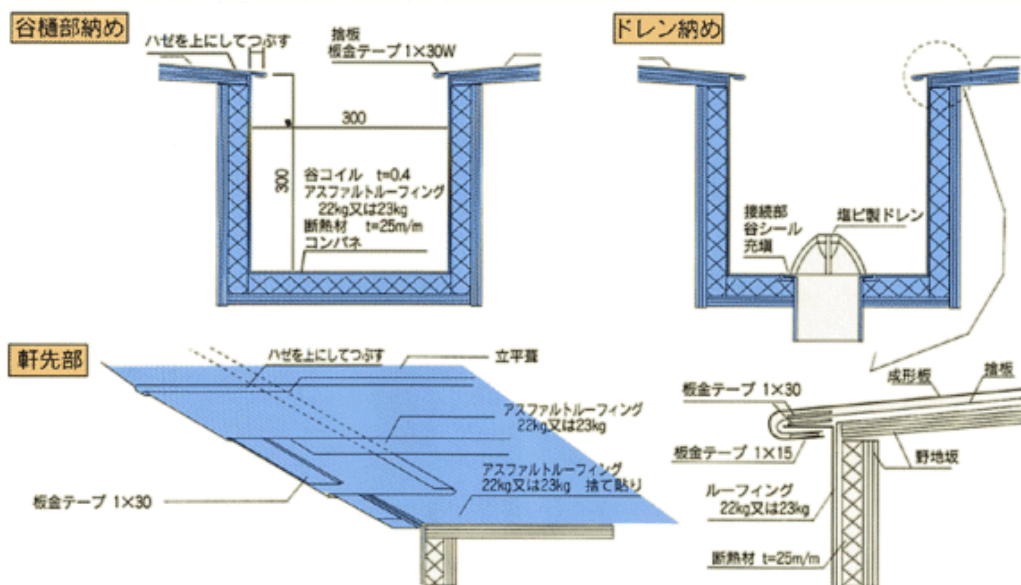 谷樋部納め
ハゼを上にしてつぶす
捨板
板金テープ1×30W
300
300
谷コイル t=0.4
アスファルトルーフィング
22kg又は23kg
断熱材 t=25m/m
コンパネ
ドレン納め
接続部
谷シール
充塡
塩ビ製ドレン
軒先部
ハゼを上にしてつぶす
立平葺
アスファルトルーフィング
22kg又は23kg
アスファルトルーフィング
22kg又は23kg 捨て貼り
板金テープ 1×30
成形板
捨板
板金テープ 1×30
板金テープ 1×15
野地坂
ルーフィング
22kg又は23kg
断熱材 t=25m/m